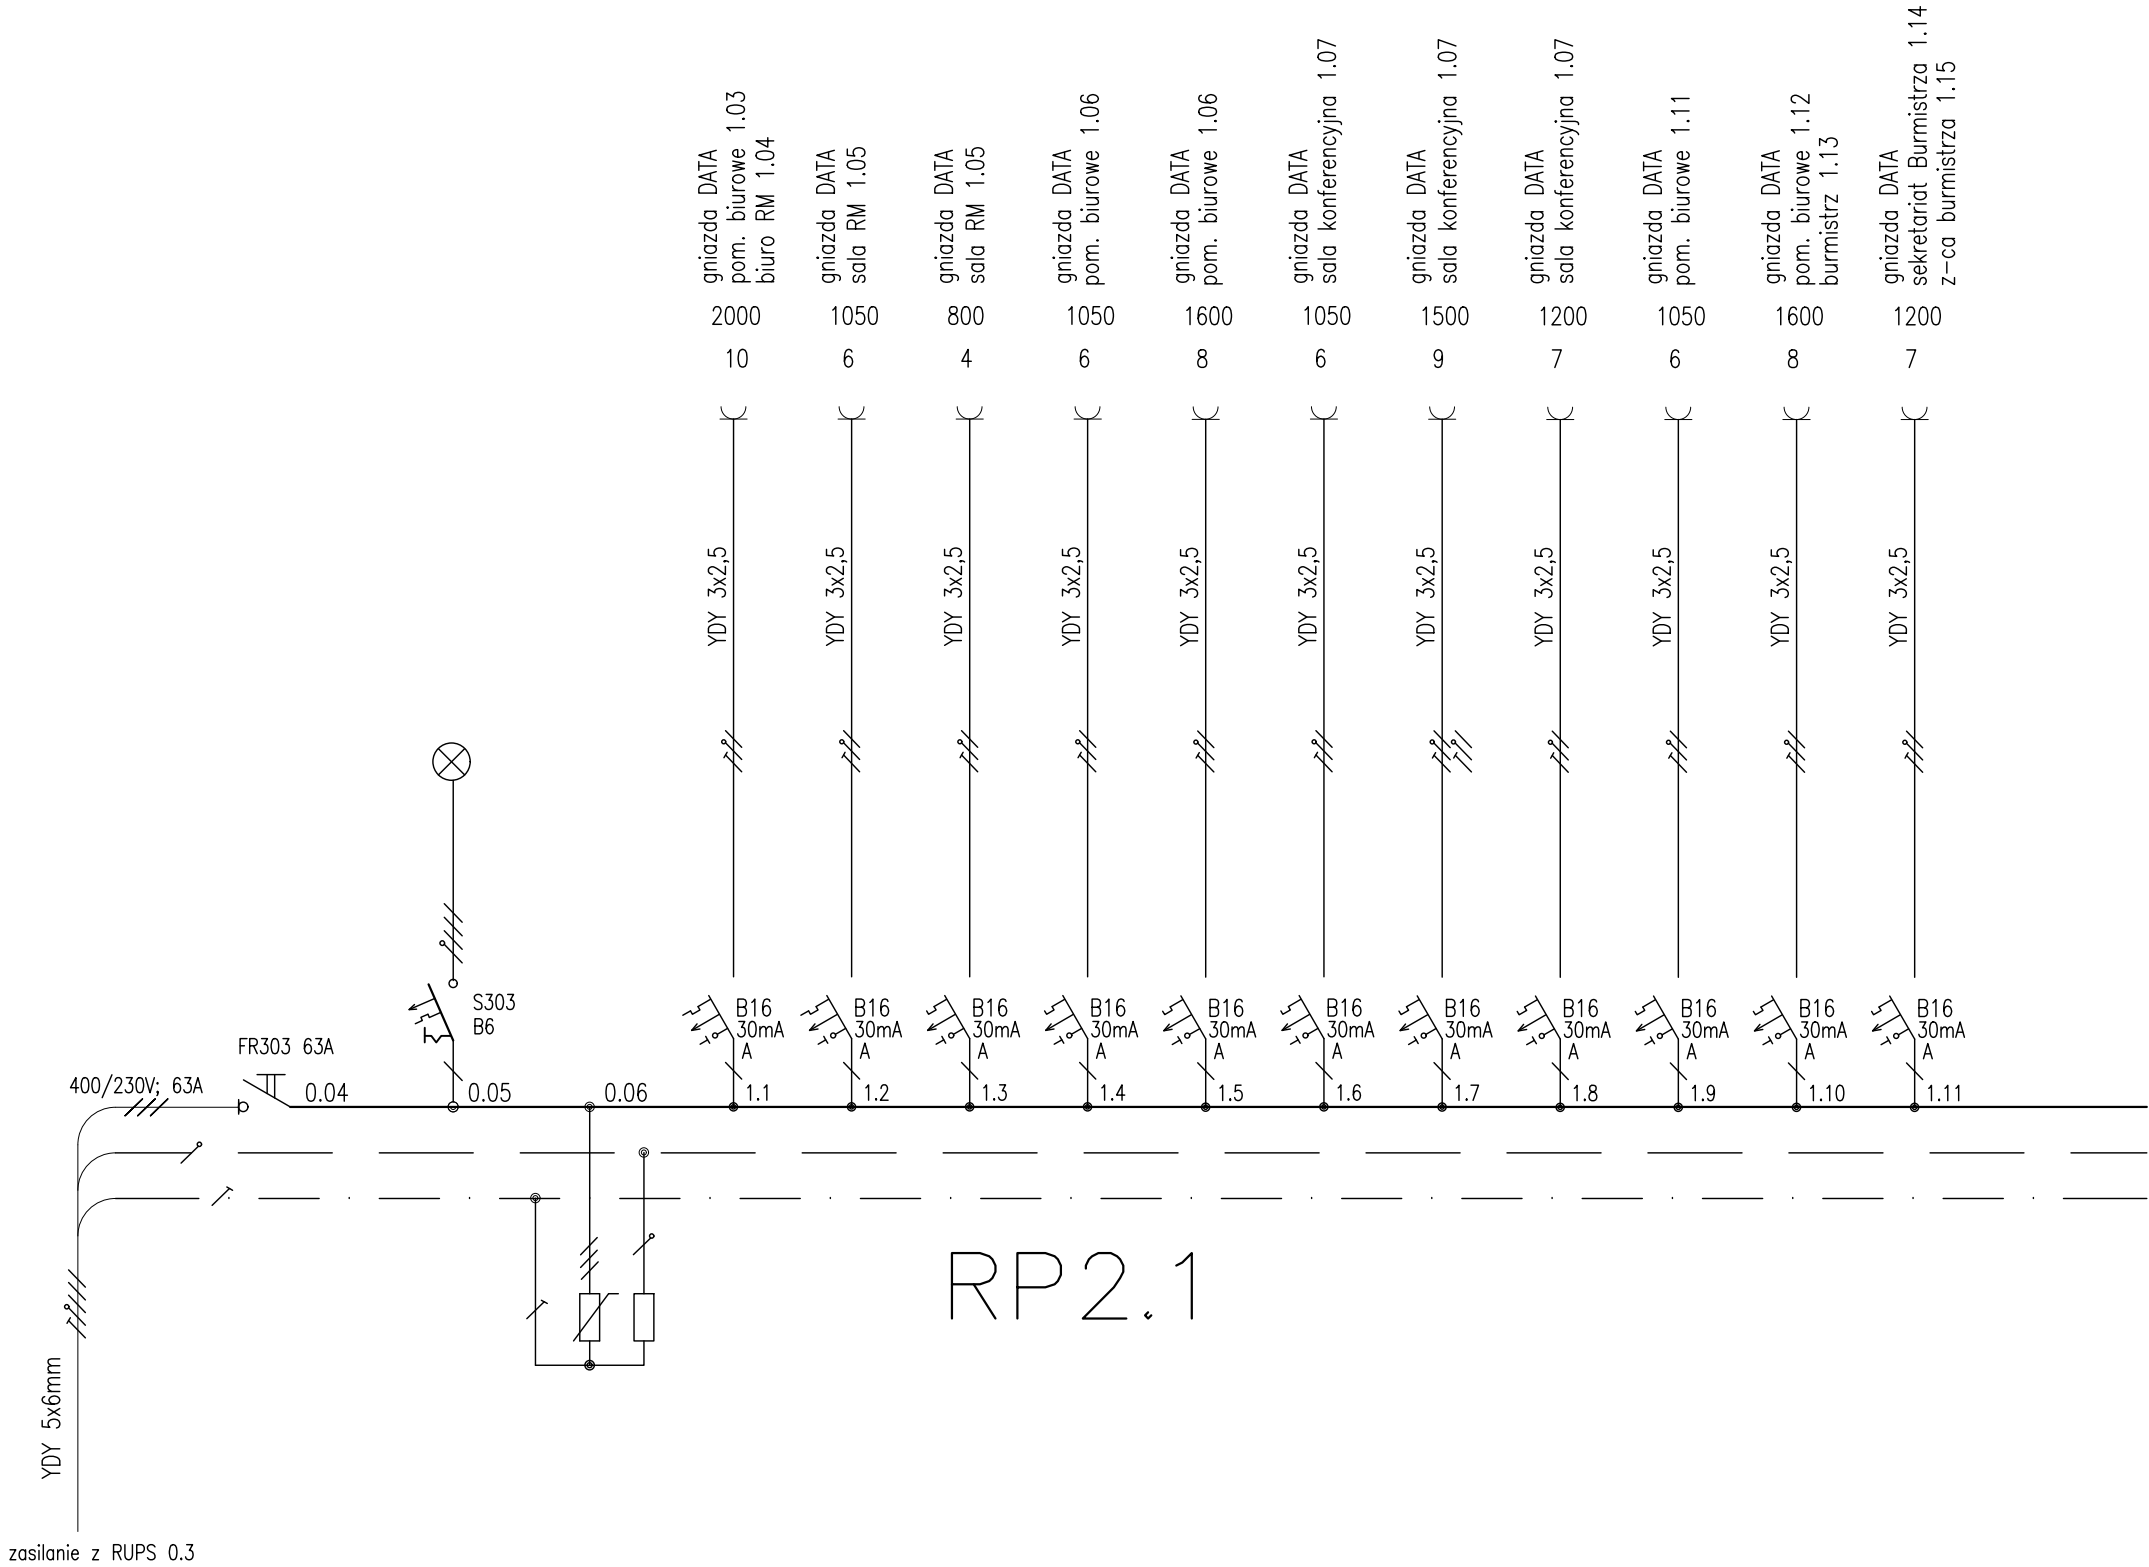 gniazda DATA
pom. biurowe 1.03
biuro RM 1.04
gniazda DATA
sala RM 1.05
gniazda DATA
sala RM 1.05
gniazda DATA
pom. biurowe 1.06
gniazda DATA
pom. biurowe 1.06
gniazda DATA
sala konferencyjna 1.07
gniazda DATA
sala konferencyjna 1.07
gniazda DATA
sala konferencyjna 1.07
gniazda DATA
pom. biurowe 1.11
gniazda DATA
pom. biurowe 1.12
burmistrz 1.13
gniazda DATA
sekretariat Burmistrza 1.14
z-ca burmistrza 1.15
2000 1050 800 1050 1600 1050 1500 1200 1050 1600 1200
10 6 4 6 8 6 9 7 6 8 7
YDY 3x2,5
YDY 3x2,5
YDY 3x2,5
YDY 3x2,5
YDY 3x2,5
YDY 3x2,5
YDY 3x2,5
YDY 3x2,5
YDY 3x2,5
YDY 3x2,5
YDY 3x2,5
S303
B6
B16 B16 B16 B16 B16 B16 B16 B16 B16 B16 B16
30mA 30mA 30mA 30mA 30mA 30mA 30mA 30mA 30mA 30mA 30mA
A A A A A A A A A A A
FR303 63A
400/230V; 63A
0.04 0.05 0.06 1.1 1.2 1.3 1.4 1.5 1.6 1.7 1.8 1.9 1.10 1.11
RP2.1
YDY 5x6mm
zasilanie z RUPS 0.3